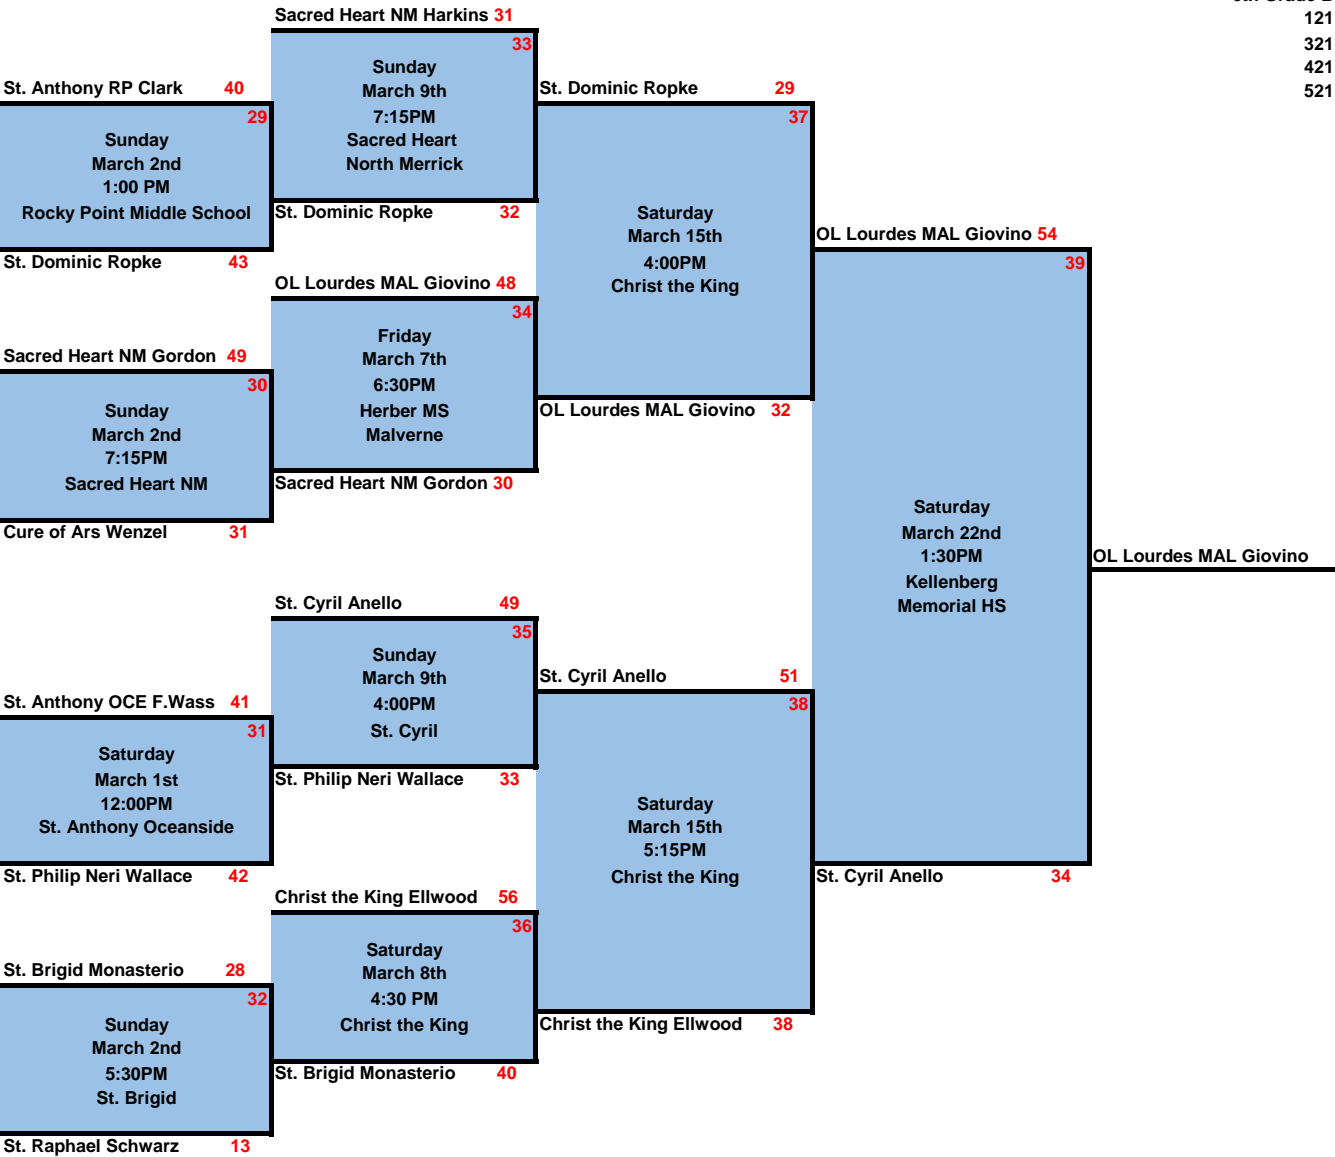 121
321
421
521
St. Anthony RP Clark 40
29
Sunday
March 2nd
1:00 PM
Rocky Point Middle School
St. Dominic Ropke 43
Sacred Heart NM Gordon 49
30
Sunday
March 2nd
7:15PM
Sacred Heart NM
Cure of Ars Wenzel 31
St. Anthony OCE F.Wass 41
31
Saturday
March 1st
12:00PM
St. Anthony Oceanside
St. Philip Neri Wallace 42
St. Brigid Monasterio 28
32
Sunday
March 2nd
5:30PM
St. Brigid
St. Raphael Schwarz 13
Sacred Heart NM Harkins 31
33
Sunday
March 9th
7:15PM
Sacred Heart
North Merrick
St. Dominic Ropke 32
OL Lourdes MAL Giovino 48
34
Friday
March 7th
6:30PM
Herber MS
Malverne
Sacred Heart NM Gordon 30
St. Cyril Anello 49
35
Sunday
March 9th
4:00PM
St. Cyril
St. Philip Neri Wallace 33
Christ the King Ellwood 56
36
Saturday
March 8th
4:30 PM
Christ the King
St. Brigid Monasterio 40
St. Dominic Ropke 29
37
Saturday
March 15th
4:00PM
Christ the King
OL Lourdes MAL Giovino 32
St. Cyril Anello 51
38
Saturday
March 15th
5:15PM
Christ the King
Christ the King Ellwood 38
OL Lourdes MAL Giovino 54
39
Saturday
March 22nd
1:30PM
Kellenberg
Memorial HS
St. Cyril Anello 34
OL Lourdes MAL Giovino